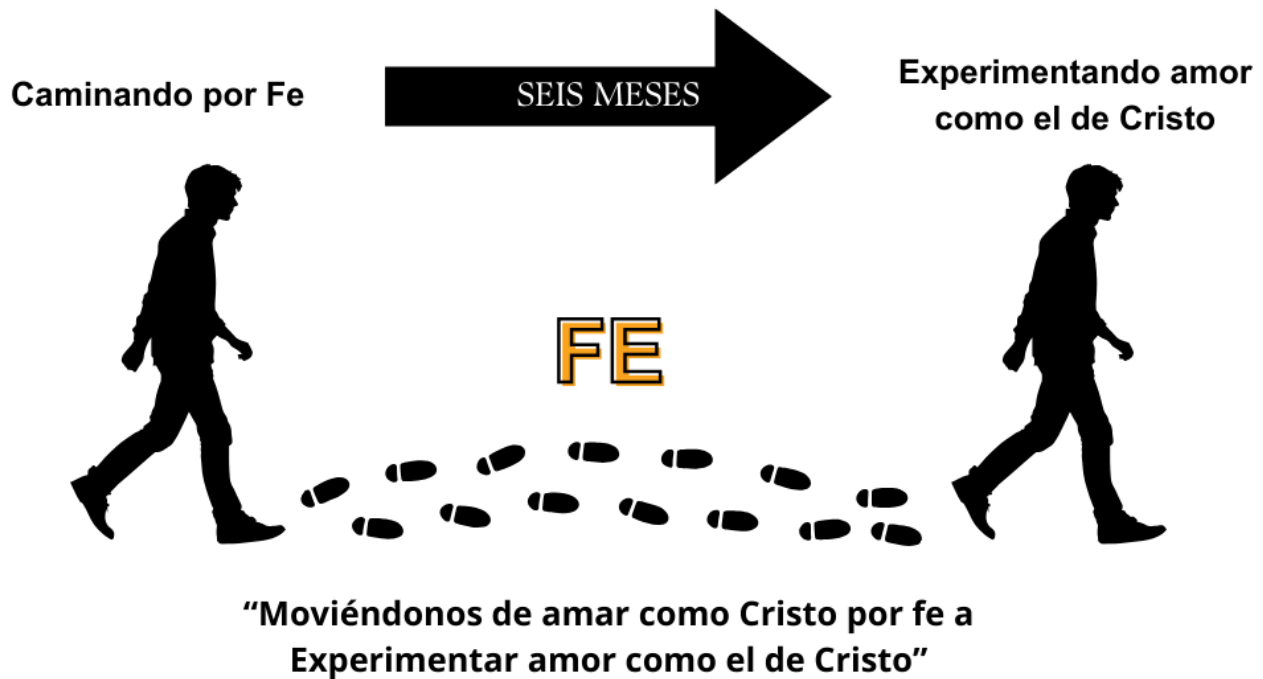 Caminando por Fe
SEIS MESES
Experimentando amor
como el de Cristo
FE
“Moviéndonos de amar como Cristo por fe a
Experimentar amor como el de Cristo”